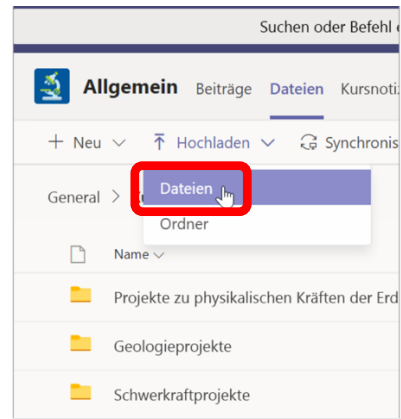 Suchen oder Befehl
Allgemein Beiträge Dateien
+ Neu Hochladen
General > Dateien
Ordner
Name
Projekte zu physikalischen Kräften der
Geologieprojekte
Schwerkraftprojekte